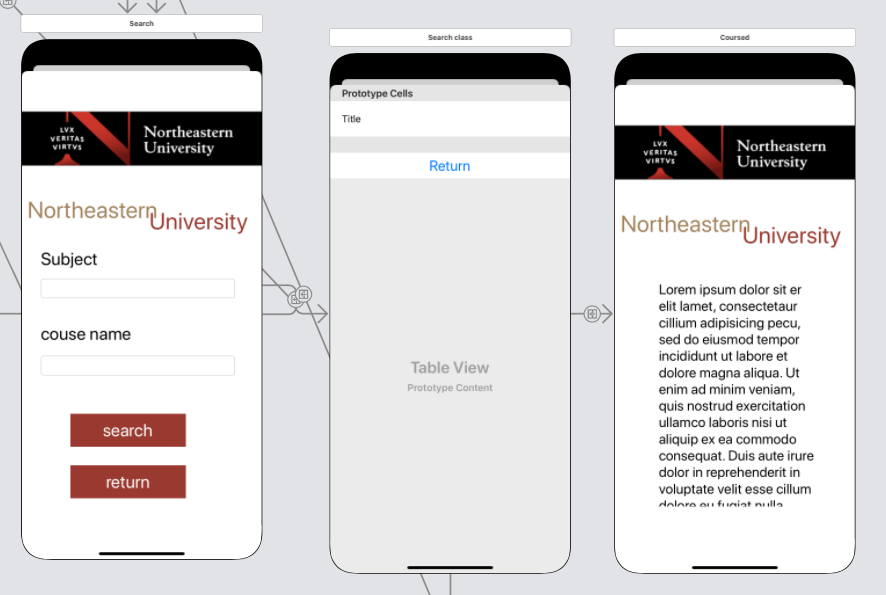 Search
LVX
VERITAS
VIRTVS
Northeastern
University
Northeastern
University
Subject
couse name
search
return
Search class
Prototype Cells
Title
Return
Table View
Prototype Content
Coursed
LVX
VERITAS
VIRTVS
Northeastern
University
Northeastern
University
Lorem ipsum dolor sit er
elit lamet, consectetaur
cillium adipisicing pecu,
sed do eiusmod tempor
incididunt ut labore et
dolore magna aliqua. Ut
enim ad minim veniam,
quis nostrud exercitation
ullamco laboris nisi ut
aliquip ex ea commodo
consequat. Duis aute irure
dolor in reprehenderit in
voluptate velit esse cillum
dolore eu fugiat nulla